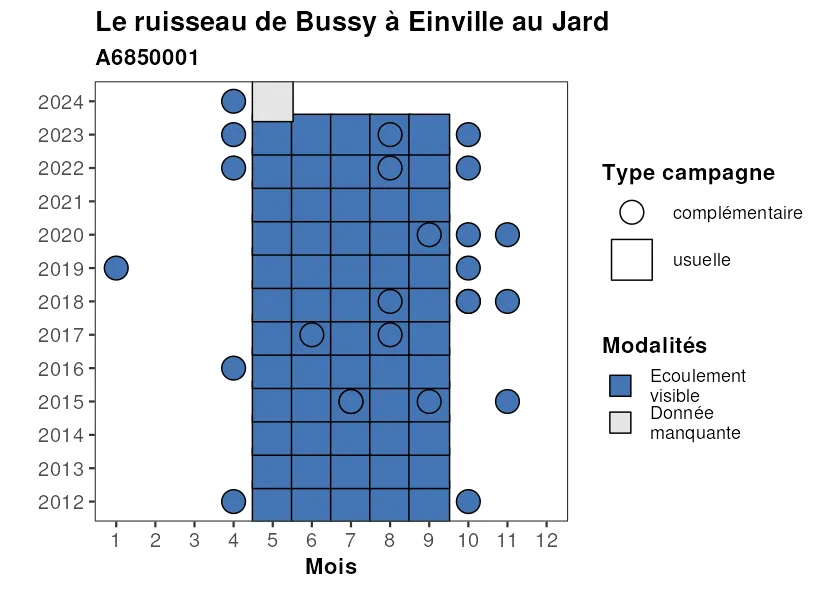 Le ruisseau de Bussy à Einville au Jard
A6850001
2024
2023
2022
2021
2020
2019
2018
2017
2016
2015
2014
2013
2012
1 2 3 4 5 6 7 8 9 10 11 12
Mois
Type campagne
complémentaire
usuelle
Modalités
Ecoulement
visible
Donnée
manquante